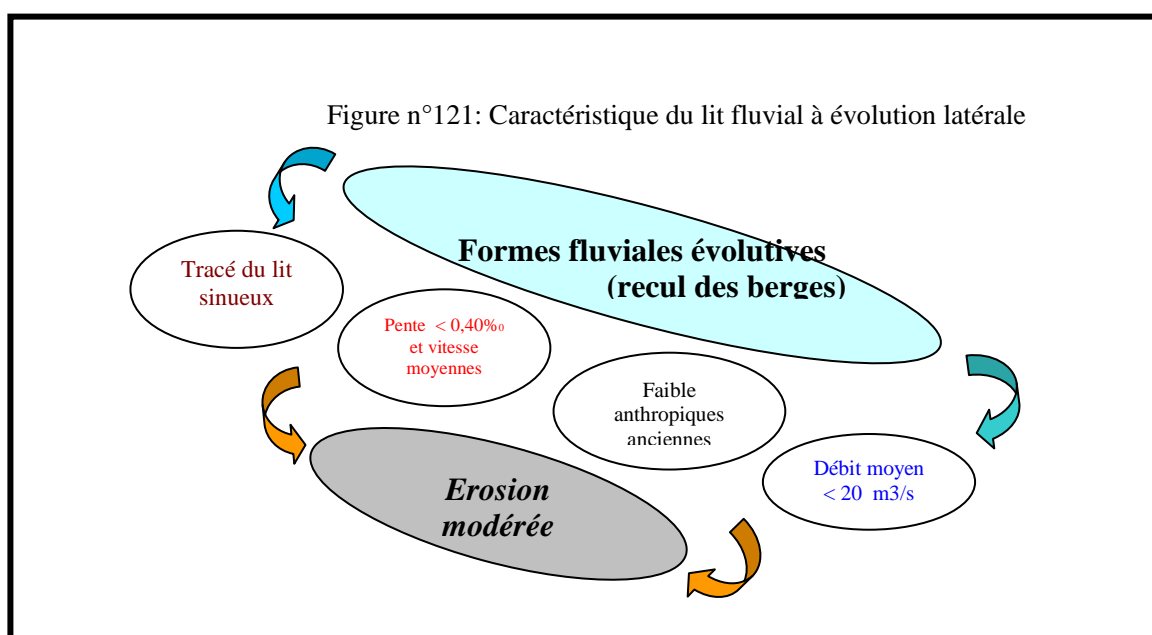 Figure n°121: Caractéristique du lit fluvial à évolution latérale
Formes fluviales évolutives
(recul des berges)
Tracé du lit
sinueux
Pente < 0,40%₀
et vitesse
moyennes
Faible
anthropiques
anciennes
Débit moyen
< 20 m3/s
Erosion
modérée